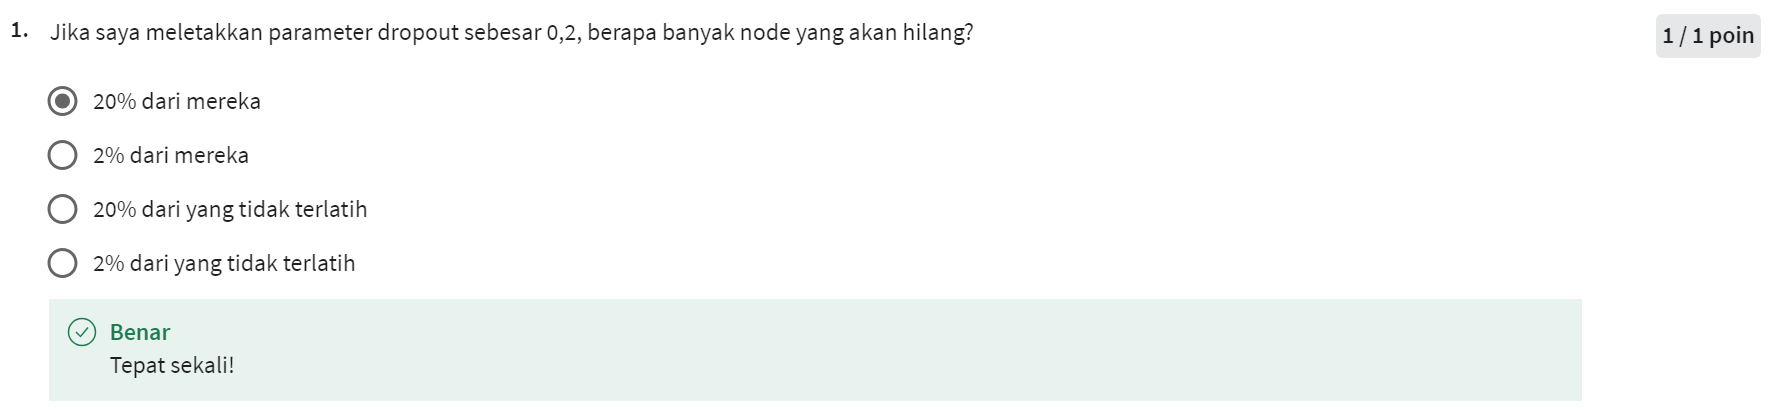 1. Jika saya meletakkan parameter dropout sebesar 0,2, berapa banyak node yang akan hilang?
1 / 1 poin
20% dari mereka
2% dari mereka
20% dari yang tidak terlatih
2% dari yang tidak terlatih
Benar
Tepat sekali!